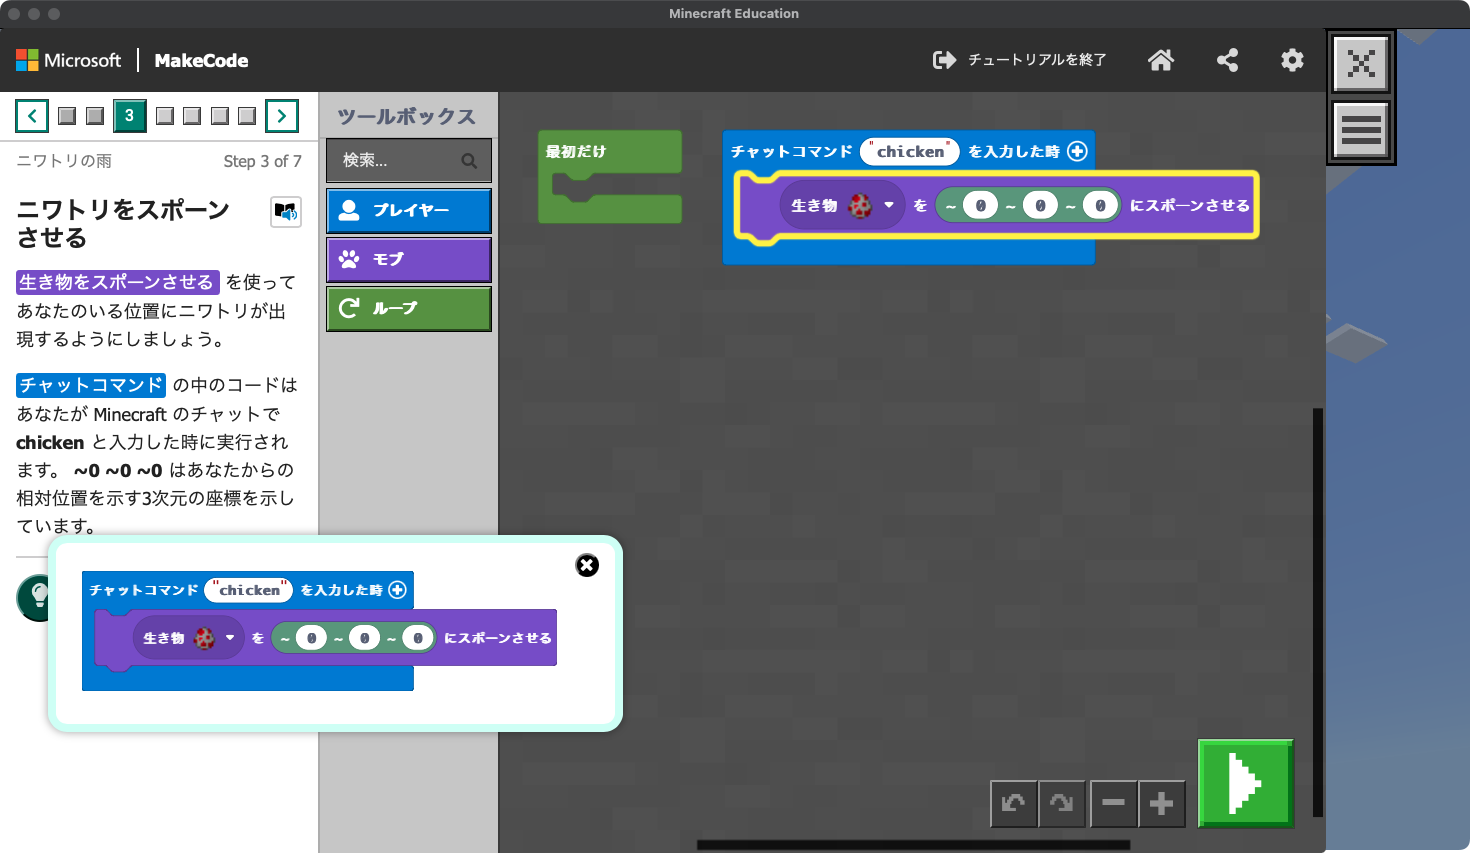 Minecraft Education
Microsoft
MakeCode
チュートリアルを終了
3
ニワトリの雨
Step 3 of 7
ニワトリをスポーン
させる
生き物をスポーンさせる を使って
あなたのいる位置にニワトリが出
現するようにしましょう。
チャットコマンド の中のコードは
あなたが Minecraft のチャットで
chicken と入力した時に実行され
ます。 ~0 ~0 ~0 はあなたからの
相対位置を示す3次元の座標を示し
ています。
チャットコマンド "chicken" を入力した時
生き物 を ~ 0 ~ 0 ~ 0 にスポーンさせる
ツールボックス
検索...
プレイヤー
モブ
ループ
最初だけ
チャットコマンド "chicken" を入力した時
生き物 を ~ 0 ~ 0 ~ 0 にスポーンさせる